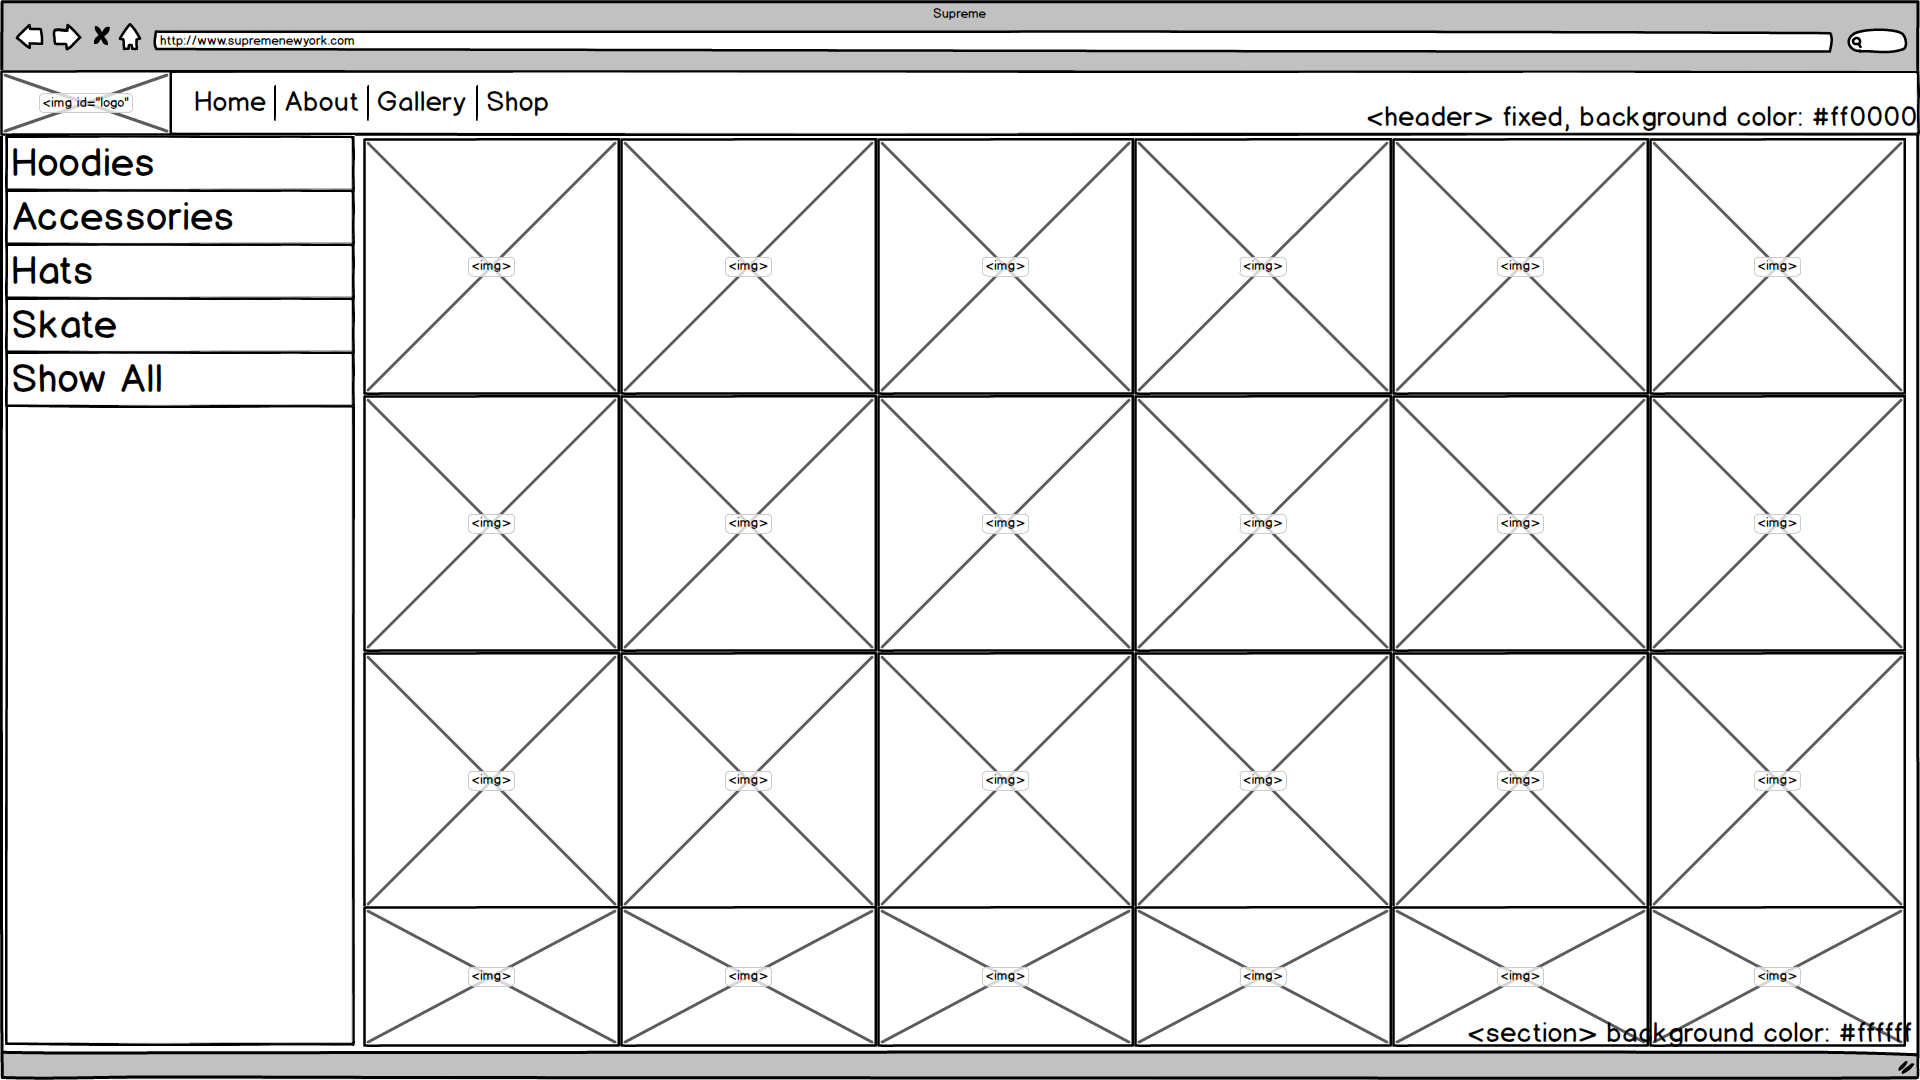 Supreme
http://www.supremenewyork.com
<img id="logo"
Home About Gallery Shop
<header> fixed, background color: #ff0000
Hoodies
Accessories
Hats
Skate
Show All
<img> <img> <img> <img> <img> <img>
<img> <img> <img> <img> <img> <img>
<img> <img> <img> <img> <img> <img>
<img> <img> <img> <img> <img> <img>
<section> background color: #ffffff